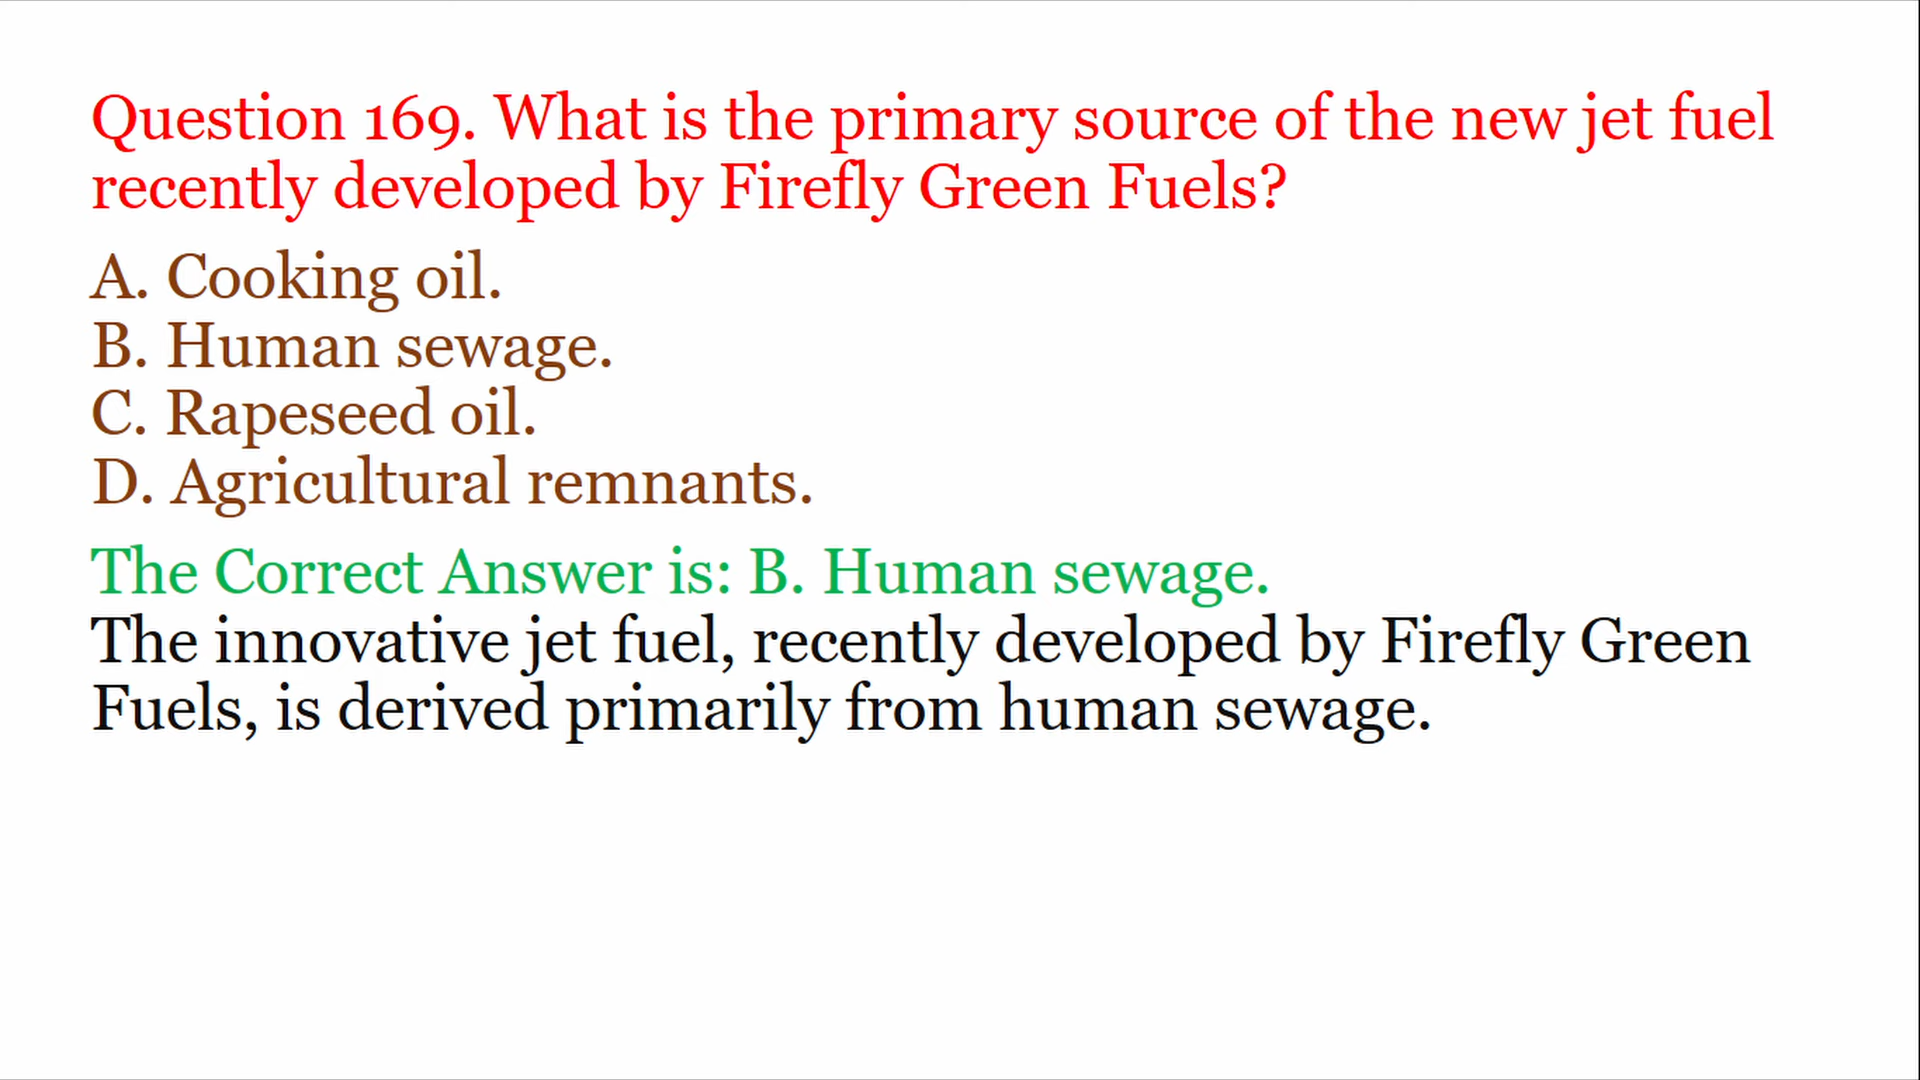 Question 169. What is the primary source of the new jet fuel
recently developed by Firefly Green Fuels?
A. Cooking oil.
B. Human sewage.
C. Rapeseed oil.
D. Agricultural remnants.
The Correct Answer is: B. Human sewage.
The innovative jet fuel, recently developed by Firefly Green
Fuels, is derived primarily from human sewage.